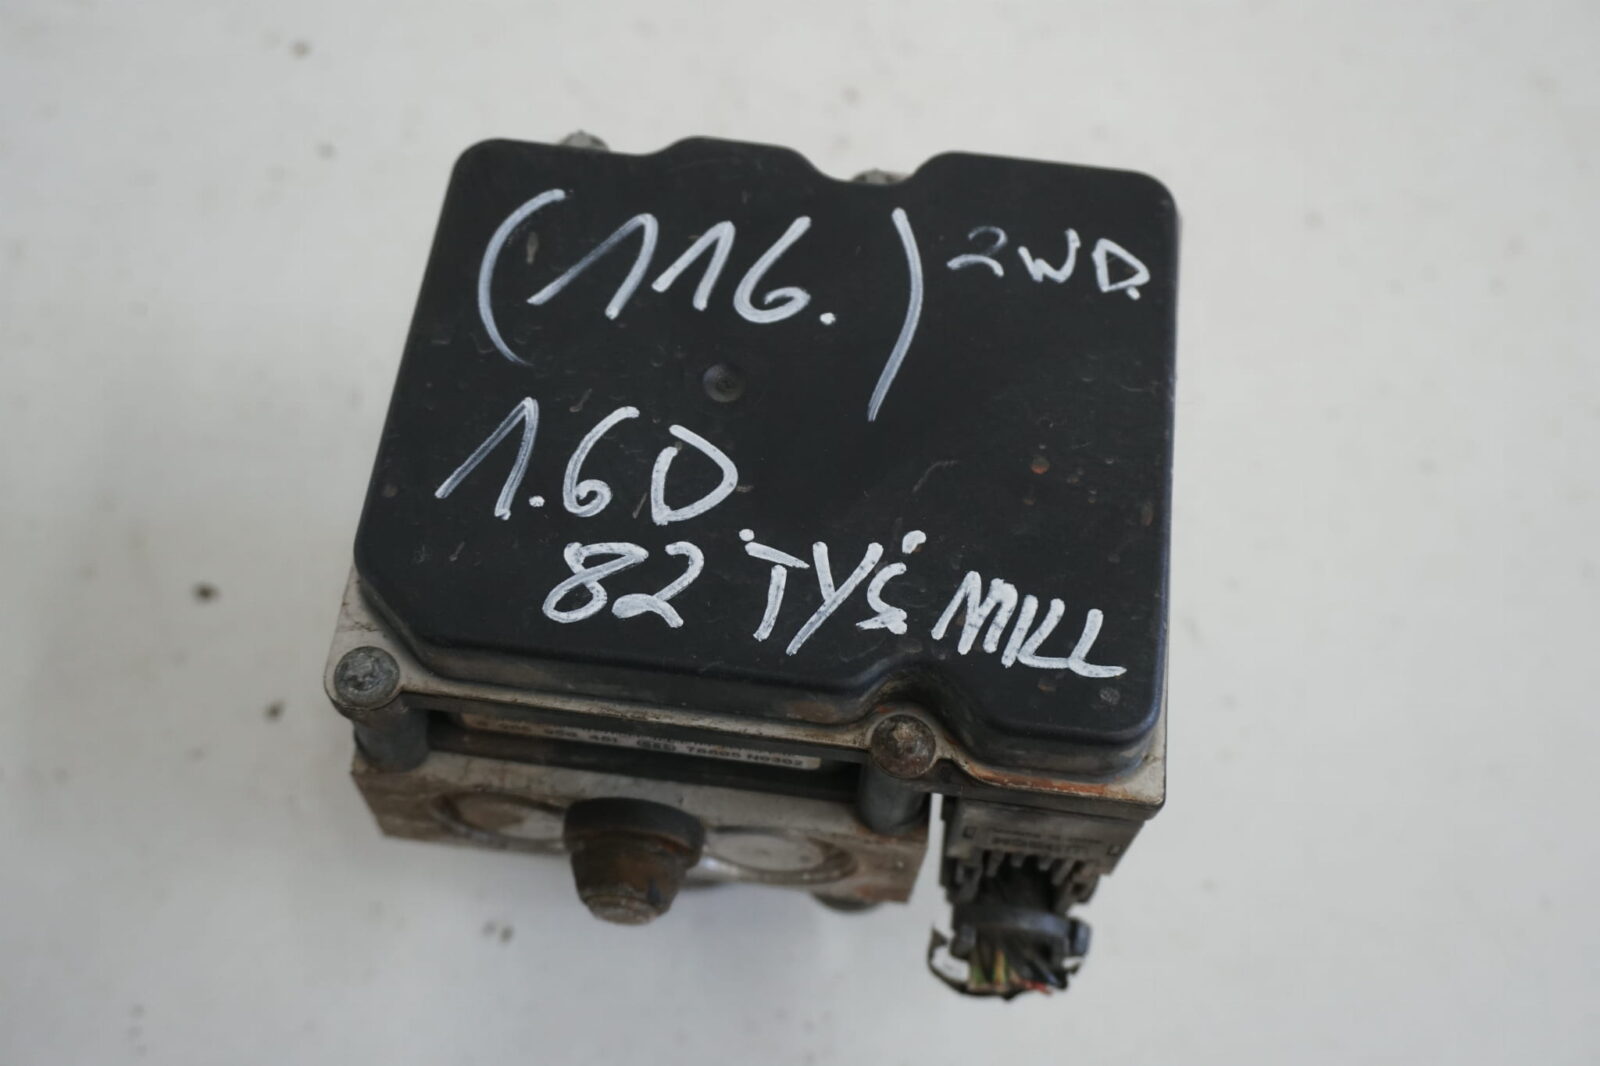 (116.) 2WD.
1.6D.
82 TYŚ MILL